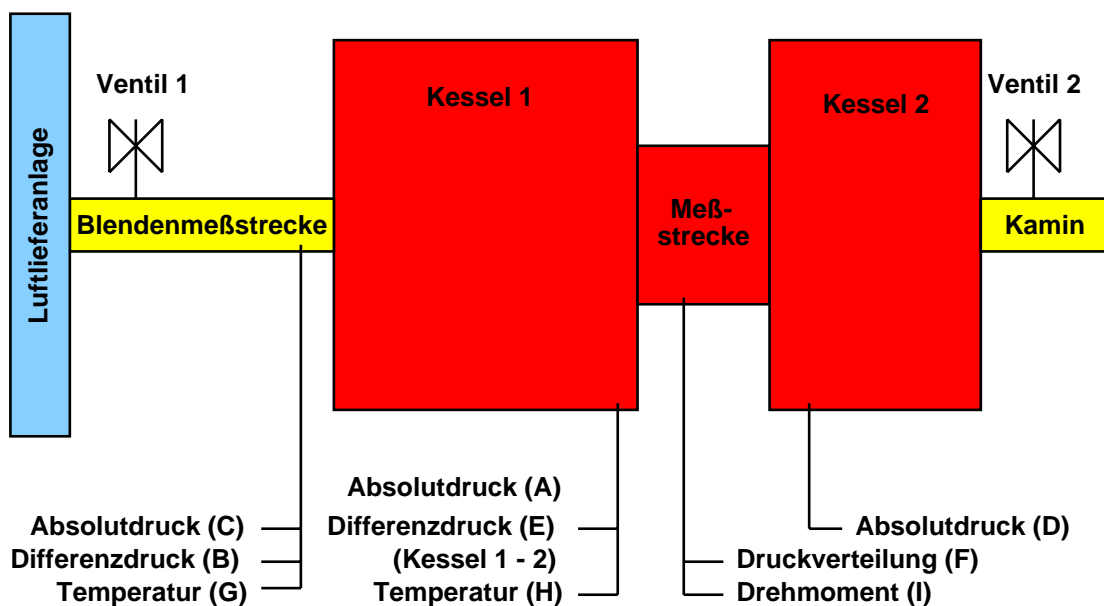 Luftlieferanlage
Ventil 1
Blendenmeßstrecke
Kessel 1
Meß-
strecke
Kessel 2
Ventil 2
Kamin
Absolutdruck (C)
Differenzdruck (B)
Temperatur (G)
Absolutdruck (A)
Differenzdruck (E)
(Kessel 1 - 2)
Temperatur (H)
Absolutdruck (D)
Druckverteilung (F)
Drehmoment (I)